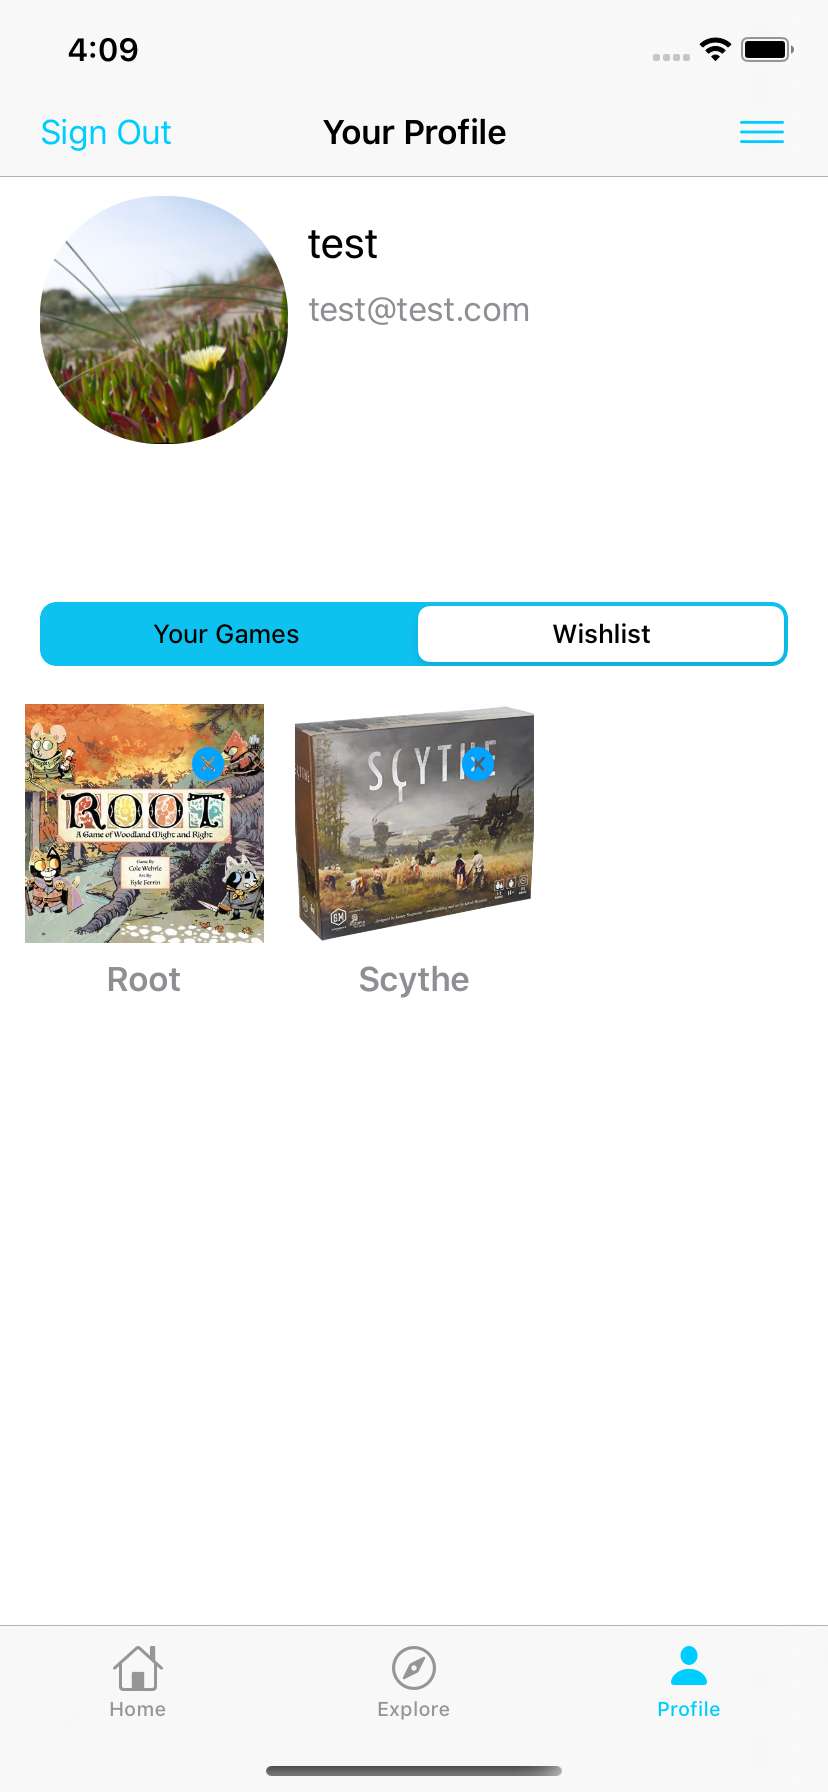 4:09
Sign Out
Your Profile
test
test@test.com
Your Games
Wishlist
ROOT
A Game of Woodland Might and Right
Game By
Cole Wehrle
Art By
Kyle Ferrin
SCYTHE
Root
Scythe
Home
Explore
Profile